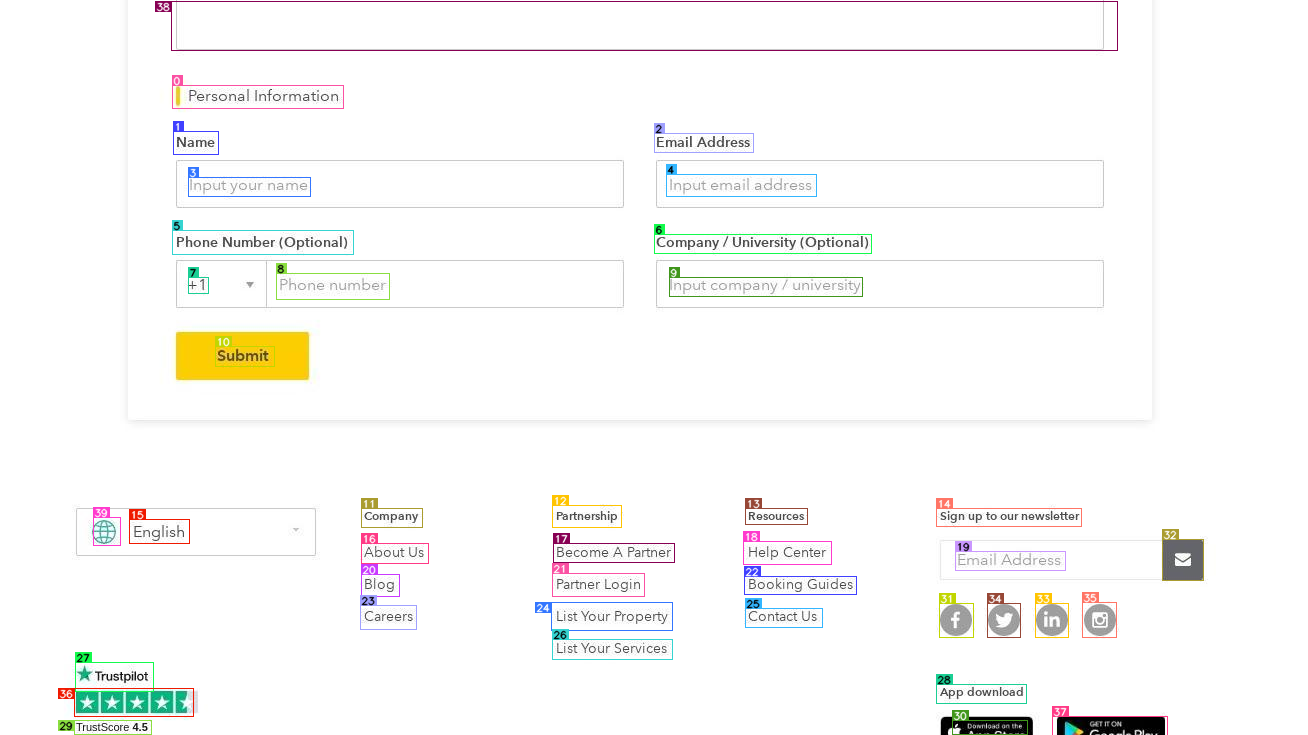 Personal Information
Name
Email Address
Input your name
Input email address
Phone Number (Optional)
Company / University (Optional)
+1
Phone number
Input company / university
Submit
English
Company
About Us
Blog
Careers
Partnership
Become A Partner
Partner Login
List Your Property
List Your Services
Resources
Help Center
Booking Guides
Contact Us
Sign up to our newsletter
Email Address
Trustpilot
TrustScore 4.5
App download
Download on the
App Store
GET IT ON
Google Play
38
0
1
2
3
4
5
6
7
8
9
10
11
12
13
14
15
39
16
17
18
19
32
20
21
22
23
24
25
26
31
34
33
35
27
36
29
28
30
37